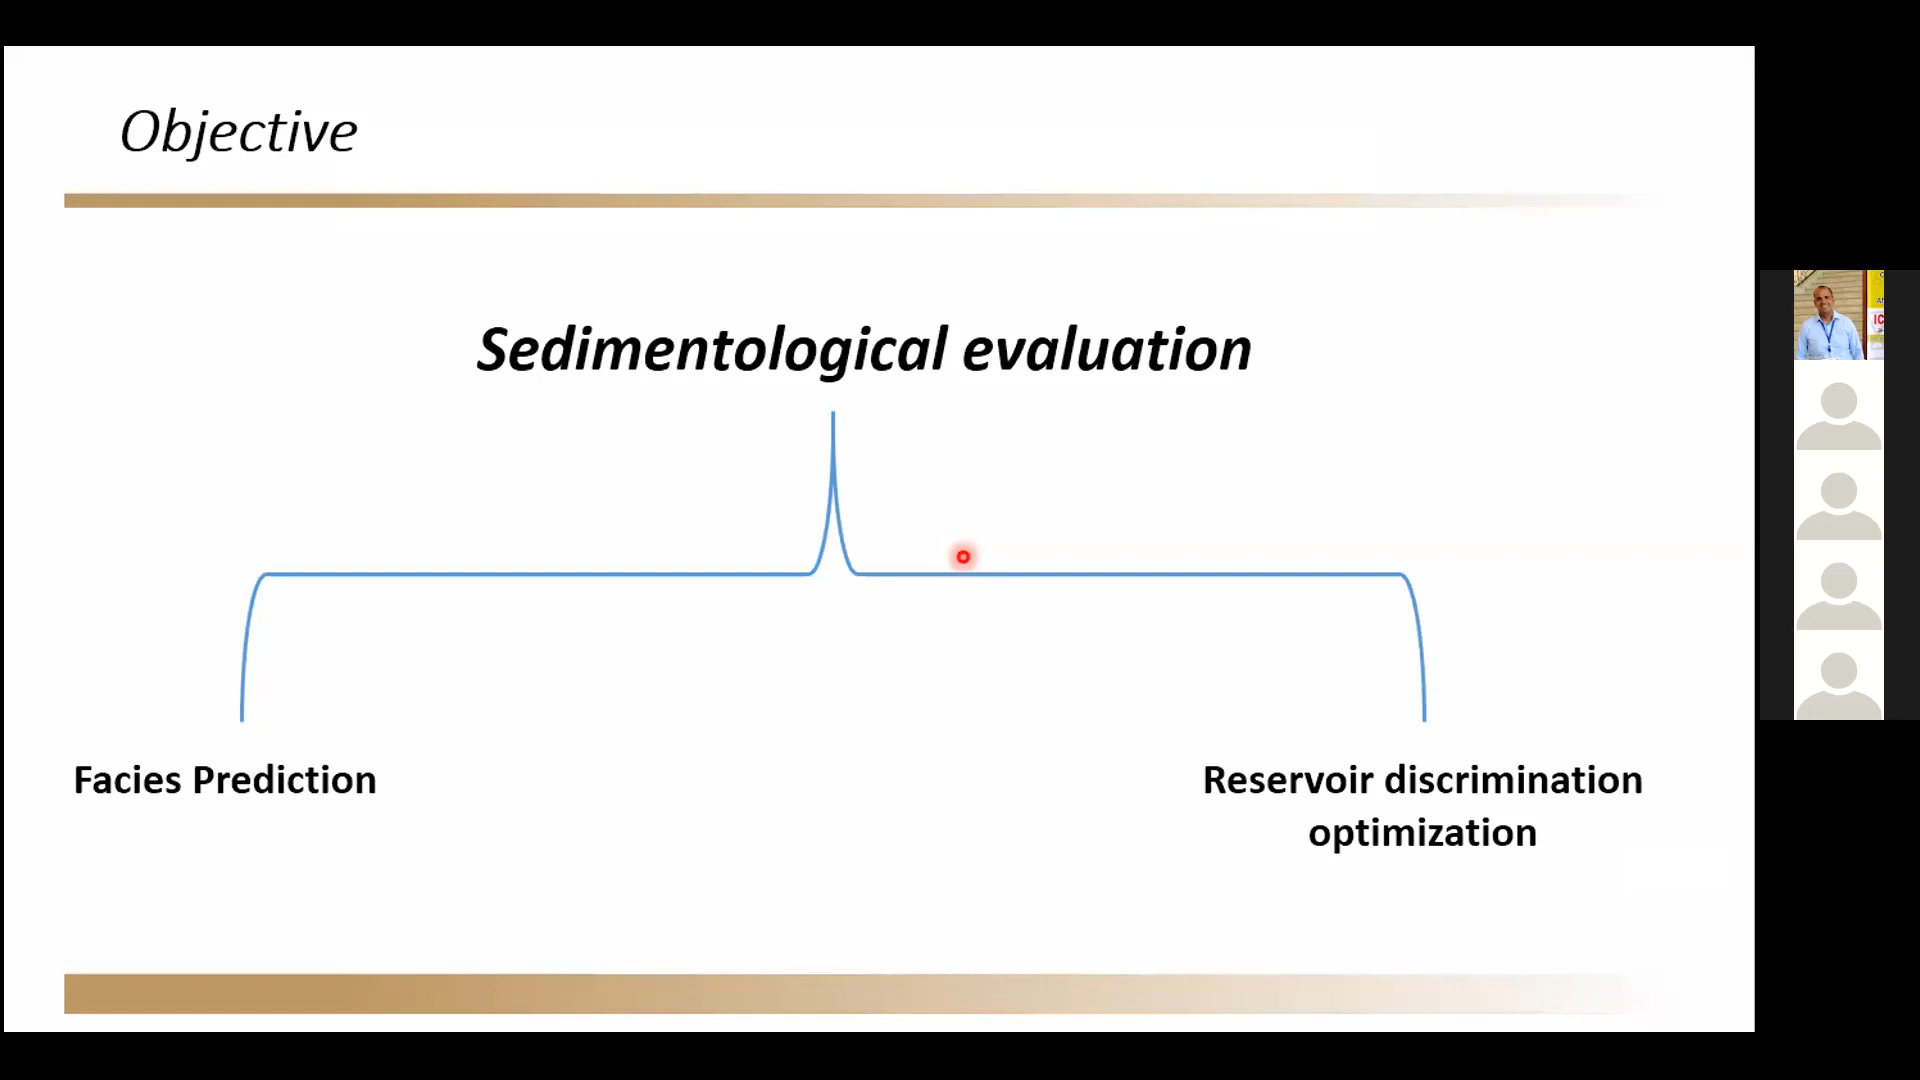 Objective
Sedimentological evaluation
Facies Prediction
Reservoir discrimination
optimization